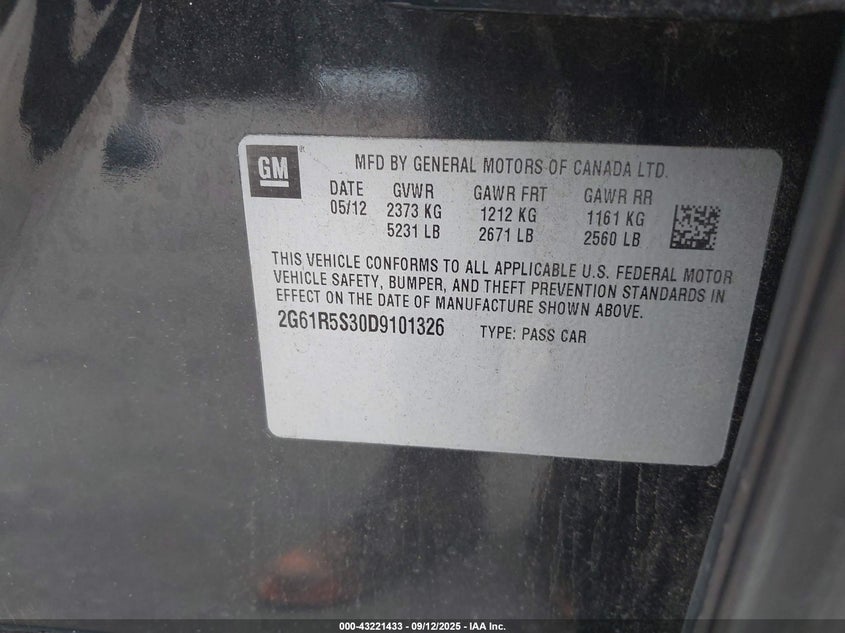 GM
MFD BY GENERAL MOTORS OF CANADA LTD.
DATE GVWR GAWR FRT GAWR RR
05/12 2373 KG 1212 KG 1161 KG
5231 LB 2671 LB 2560 LB
THIS VEHICLE CONFORMS TO ALL APPLICABLE U.S. FEDERAL MOTOR
VEHICLE SAFETY, BUMPER, AND THEFT PREVENTION STANDARDS IN
EFFECT ON THE DATE OF MANUFACTURE SHOWN ABOVE.
2G61R5S30D9101326 TYPE: PASS CAR
000-43221433 - 09/12/2025 - IAA Inc.